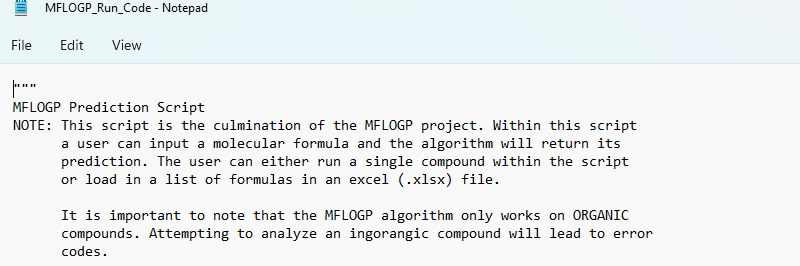 MFLOGP_Run_Code - Notepad
File Edit View
"""
MFLOGP Prediction Script
NOTE: This script is the culmination of the MFLOGP project. Within this script
a user can input a molecular formula and the algorithm will return its
prediction. The user can either run a single compound within the script
or load in a list of formulas in an excel (.xlsx) file.
It is important to note that the MFLOGP algorithm only works on ORGANIC
compounds. Attempting to analyze an ingorangic compound will lead to error
codes.